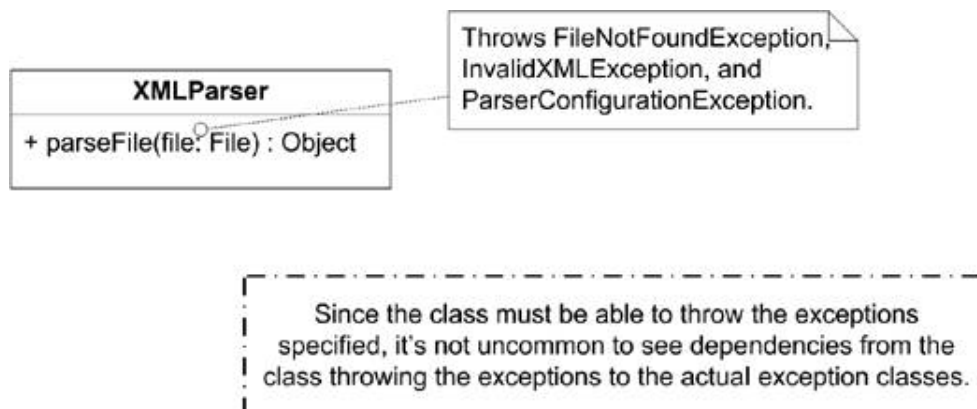 Throws FileNotFoundException,
InvalidXMLException, and
ParserConfigurationException.
XMLParser
+ parseFile(file: File) : Object
Since the class must be able to throw the exceptions
specified, it's not uncommon to see dependencies from the
class throwing the exceptions to the actual exception classes.